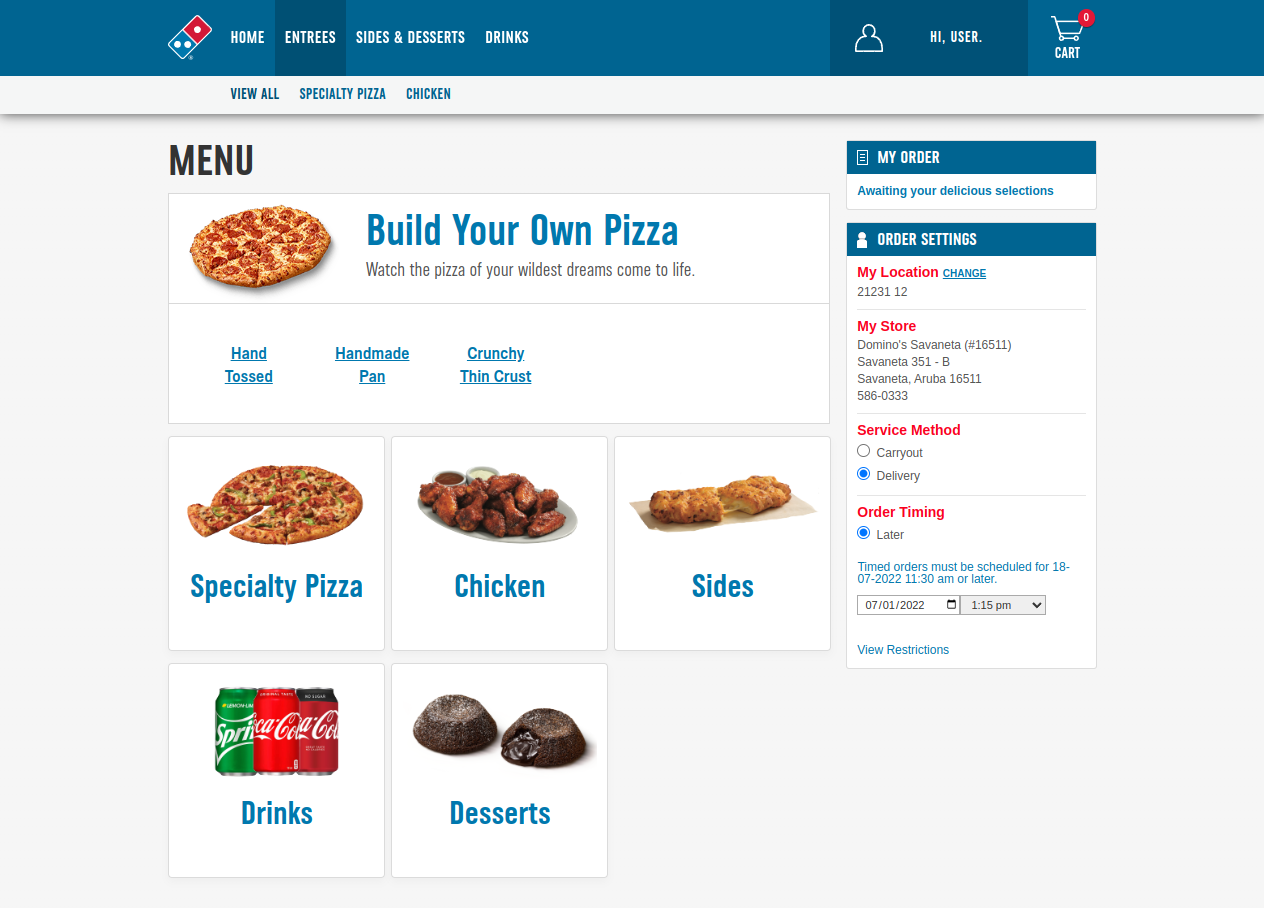 HOME
ENTREES
SIDES & DESSERTS
DRINKS
HI, USER.
0
CART
VIEW ALL
SPECIALTY PIZZA
CHICKEN
MENU
Build Your Own Pizza
Watch the pizza of your wildest dreams come to life.
Hand
Tossed
Handmade
Pan
Crunchy
Thin Crust
Specialty Pizza
Chicken
Sides
Sprite
Coca-Cola
Drinks
Desserts
MY ORDER
Awaiting your delicious selections
ORDER SETTINGS
My Location CHANGE
21231 12
My Store
Domino's Savaneta (#16511)
Savaneta 351 - B
Savaneta, Aruba 16511
586-0333
Service Method
Carryout
Delivery
Order Timing
Later
Timed orders must be scheduled for 18-
07-2022 11:30 am or later.
07/01/2022
1:15 pm
View Restrictions